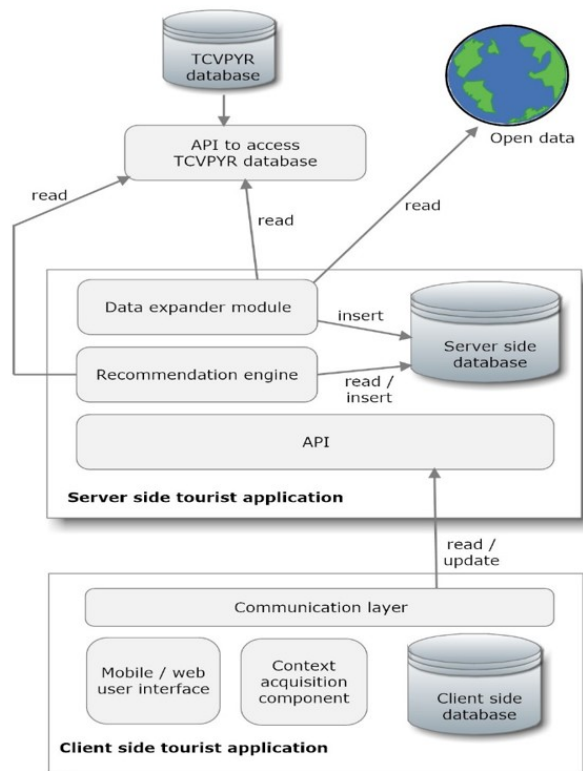 TCVPYR
database
Open data
API to access
TCVPYR database
read
read
read
Data expander module
insert
Server side
database
Recommendation engine
read /
insert
API
Server side tourist application
read /
update
Communication layer
Mobile / web
user interface
Context
acquisition
component
Client side
database
Client side tourist application